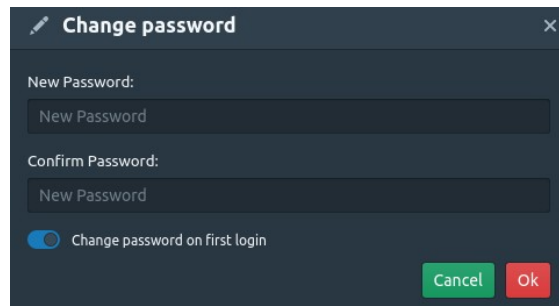 Change password
New Password:
New Password
Confirm Password:
New Password
Change password on first login
Cancel Ok